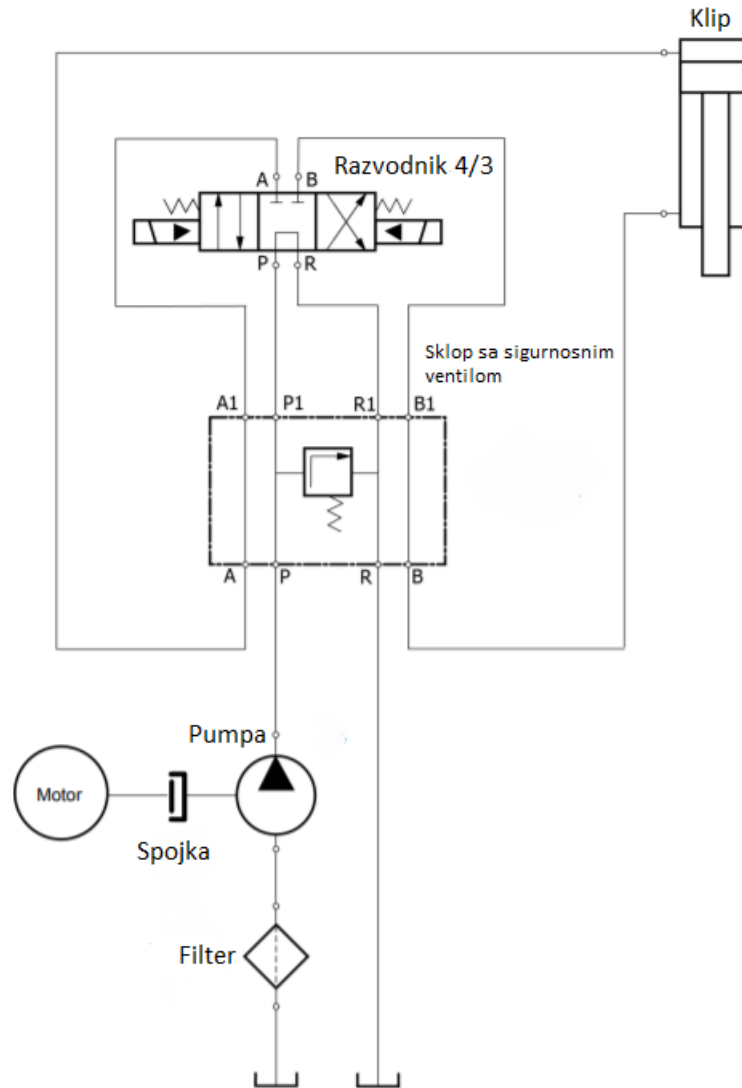 Klip
Razvodnik 4/3
A B
P R
Sklop sa sigurnosnim
ventilom
A1 P1 R1 B1
A P R B
Pumpa
Motor
Spojka
Filter